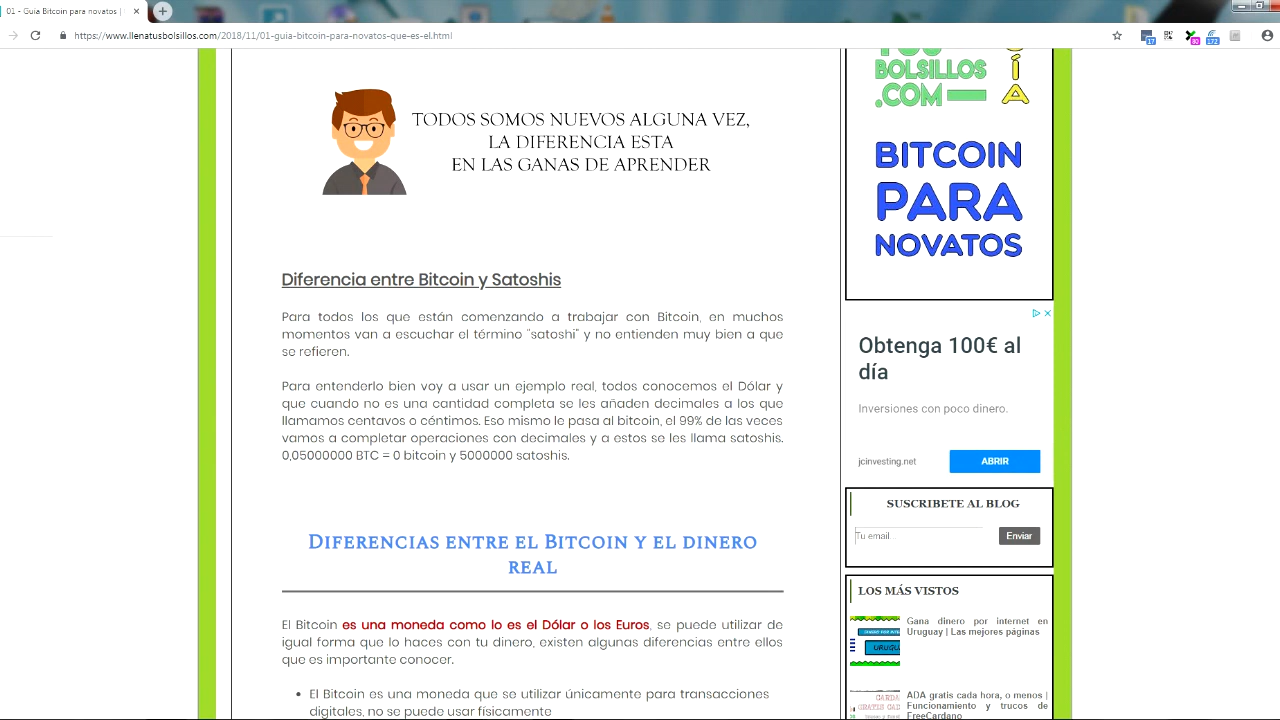 01 - Guia Bitcoin para novatos |
https://www.llenatusbolsillos.com/2018/11/01-guia-bitcoin-para-novatos-que-es-el.html
17
80
172
TODOS SOMOS NUEVOS ALGUNA VEZ,
LA DIFERENCIA ESTA
EN LAS GANAS DE APRENDER
Diferencia entre Bitcoin y Satoshis
Para todos los que están comenzando a trabajar con Bitcoin, en muchos
momentos van a escuchar el término "satoshi" y no entienden muy bien a que
se refieren.
Para entenderlo bien voy a usar un ejemplo real, todos conocemos el Dólar y
que cuando no es una cantidad completa se les añaden decimales a los que
llamamos centavos o céntimos. Eso mismo le pasa al bitcoin, el 99% de las veces
vamos a completar operaciones con decimales y a estos se les llama satoshis.
0,05000000 BTC = 0 bitcoin y 5000000 satoshis.
Diferencias entre el Bitcoin y el dinero
real
El Bitcoin es una moneda como lo es el Dólar o los Euros, se puede utilizar de
igual forma que lo haces con tu dinero, existen algunas diferencias entre ellos
que es importante conocer.
• El Bitcoin es una moneda que se utilizar únicamente para transacciones
digitales, no se puede usar físicamente
BOLSILLOS
.COM
ÍA
BITCOIN
PARA
NOVATOS
Obtenga 100€ al
día
Inversiones con poco dinero.
jcinvesting.net
ABRIR
SUSCRIBETE AL BLOG
Tu email...
Enviar
LOS MÁS VISTOS
Gana dinero por internet en
Uruguay | Las mejores páginas
ADA gratis cada hora, o menos |
Funcionamiento y trucos de
FreeCardano